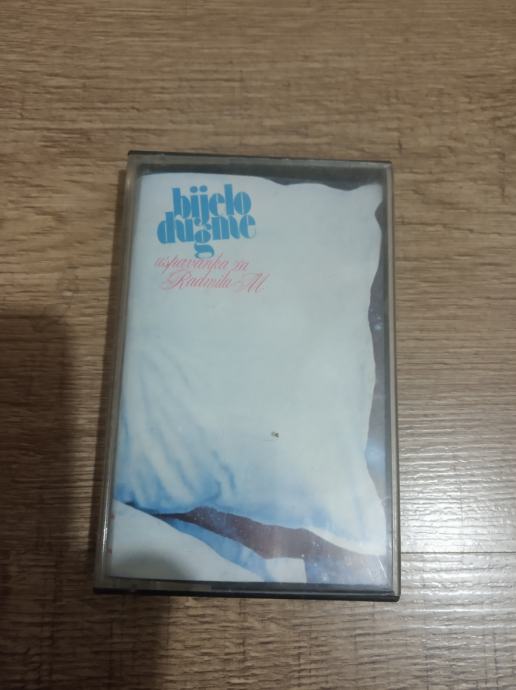 bijelo
dugme
uspavanka za
Radmilu M